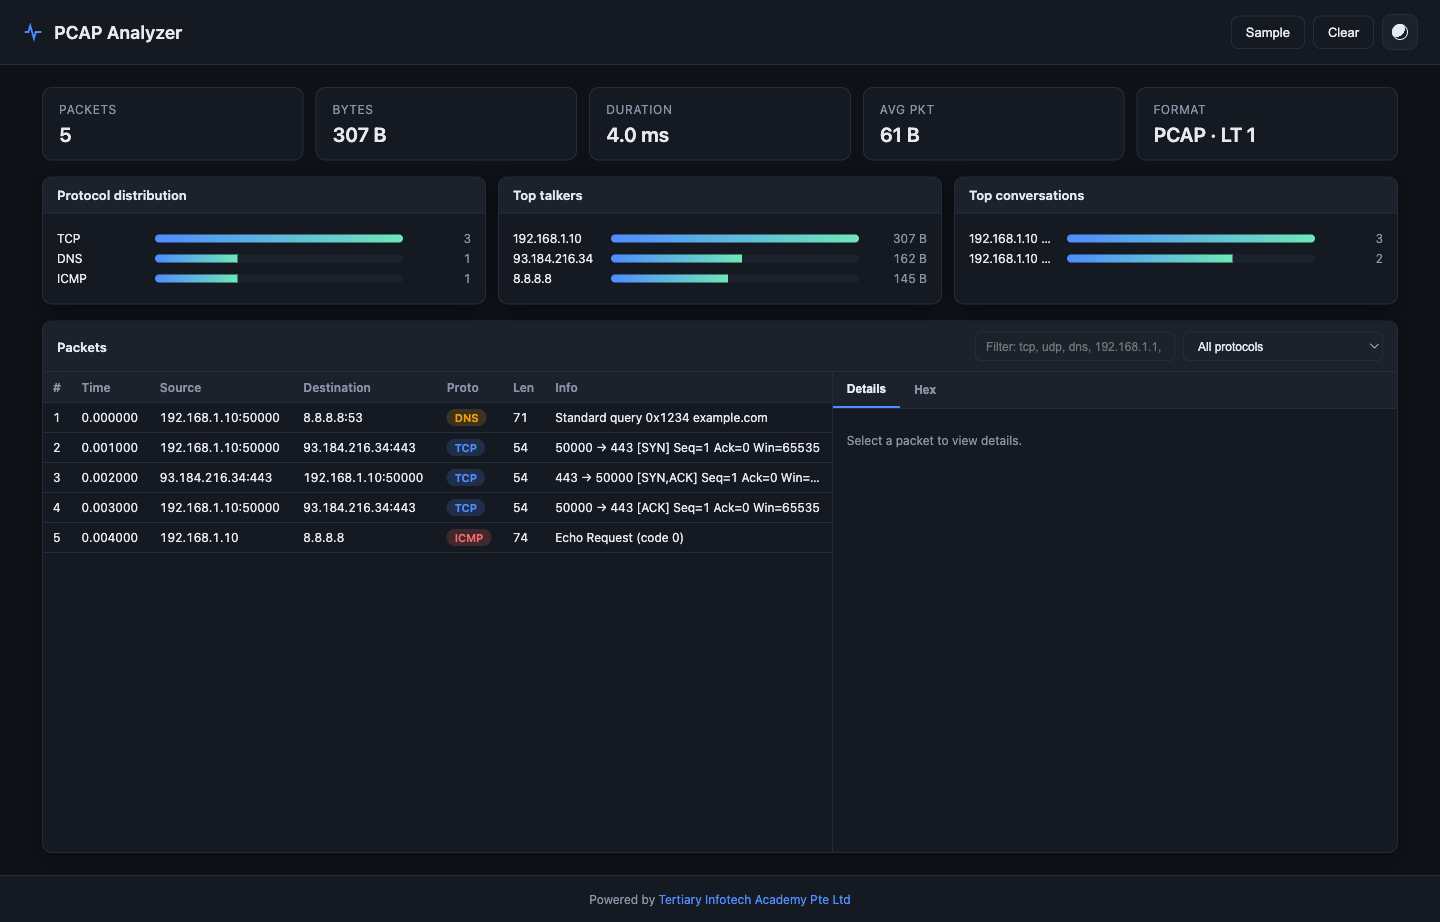 PCAP Analyzer
Sample
Clear
PACKETS
5
BYTES
307 B
DURATION
4.0 ms
AVG PKT
61 B
FORMAT
PCAP · LT 1
Protocol distribution
TCP 3
DNS 1
ICMP 1
Top talkers
192.168.1.10 307 B
93.184.216.34 162 B
8.8.8.8 145 B
Top conversations
192.168.1.10 ... 3
192.168.1.10 ... 2
Packets
Filter: tcp, udp, dns, 192.168.1.1,
All protocols
# Time Source Destination Proto Len Info
1 0.000000 192.168.1.10:50000 8.8.8.8:53 DNS 71 Standard query 0x1234 example.com
2 0.001000 192.168.1.10:50000 93.184.216.34:443 TCP 54 50000 → 443 [SYN] Seq=1 Ack=0 Win=65535
3 0.002000 93.184.216.34:443 192.168.1.10:50000 TCP 54 443 → 50000 [SYN,ACK] Seq=1 Ack=0 Win=...
4 0.003000 192.168.1.10:50000 93.184.216.34:443 TCP 54 50000 → 443 [ACK] Seq=1 Ack=0 Win=65535
5 0.004000 192.168.1.10 8.8.8.8 ICMP 74 Echo Request (code 0)
Details Hex
Select a packet to view details.
Powered by Tertiary Infotech Academy Pte Ltd